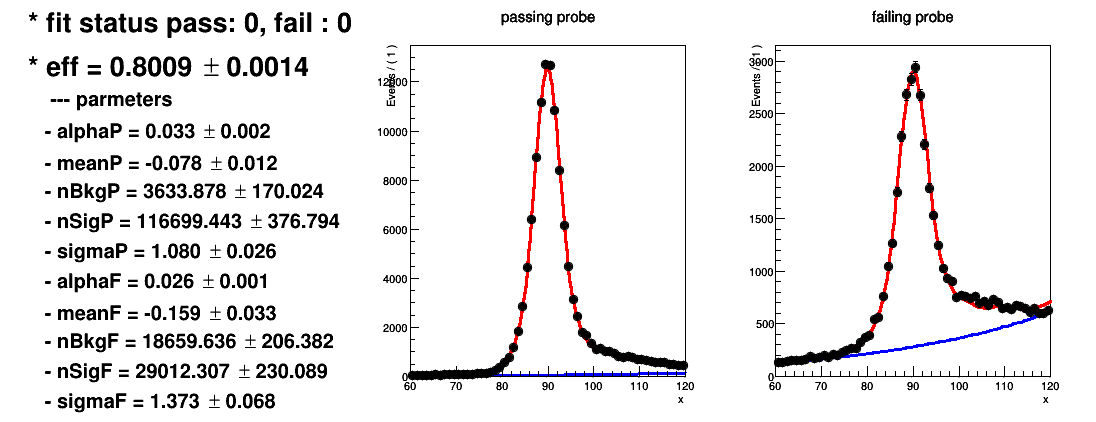 * fit status pass: 0, fail : 0
* eff = 0.8009 ± 0.0014
--- parmeters
- alphaP = 0.033 ± 0.002
- meanP = -0.078 ± 0.012
- nBkgP = 3633.878 ± 170.024
- nSigP = 116699.443 ± 376.794
- sigmaP = 1.080 ± 0.026
- alphaF = 0.026 ± 0.001
- meanF = -0.159 ± 0.033
- nBkgF = 18659.636 ± 206.382
- nSigF = 29012.307 ± 230.089
- sigmaF = 1.373 ± 0.068
passing probe
Events / ( 1 )
12000
10000
8000
6000
4000
2000
0
60 70 80 90 100 110 120
x
failing probe
Events / ( 1 )
3000
2500
2000
1500
1000
500
0
60 70 80 90 100 110 120
x